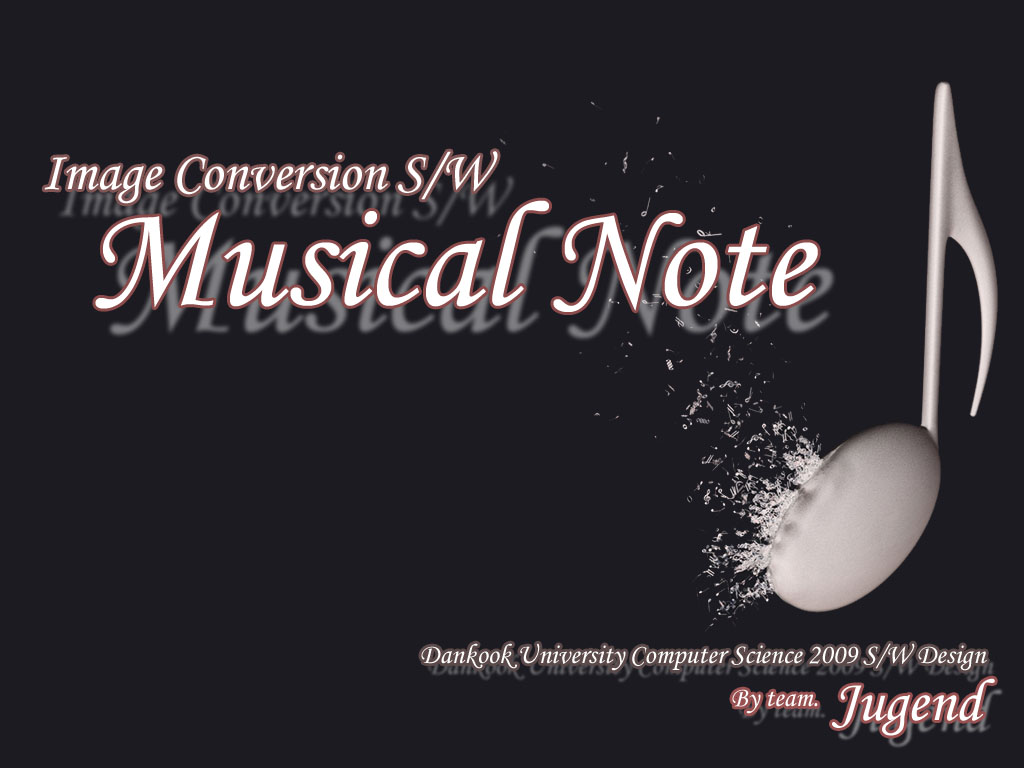 Image Conversion S/W
Musical Note
Dankook University Computer Science 2009 S/W Design
By team. Jugend